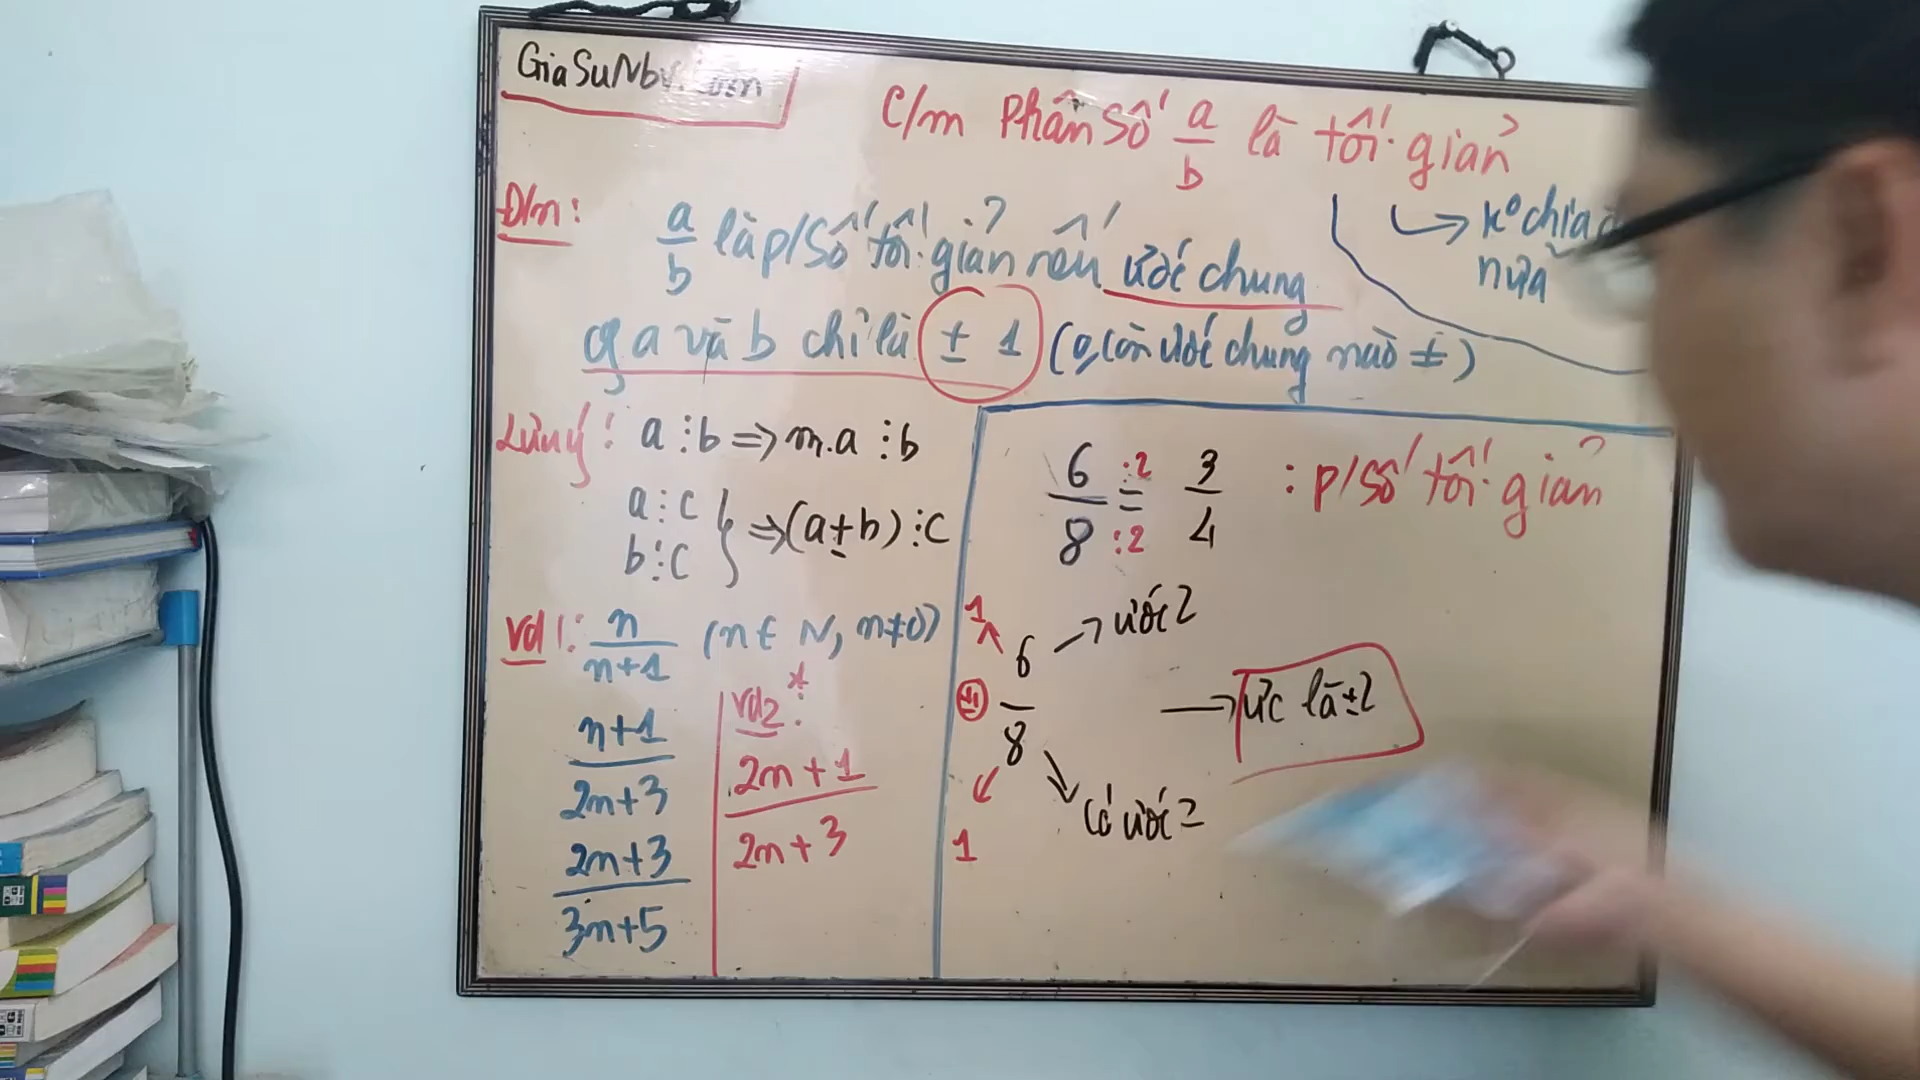 GiaSuNbv.com
C/m Phân Số a/b là tối giản
→ K° chia
nữa
Đ/n: a/b là p/số tối giản nếu ước chung
của a và b chỉ là ± 1 ( ước chung nào ± )
Lưu ý: a ⋮ b => m.a ⋮ b
a ⋮ c
b ⋮ c } => (a ± b) ⋮ c
vd1: n/n+1 (n ∈ N, n≠0)
n+1/2n+3
2n+3/3n+5
vd2*:
2n+1/2n+3
6/8 :2 = :2 3/4 : p/số tối giản
1
6 → ước 2
±1 → ƯC là ±2
8
có ước 2
1